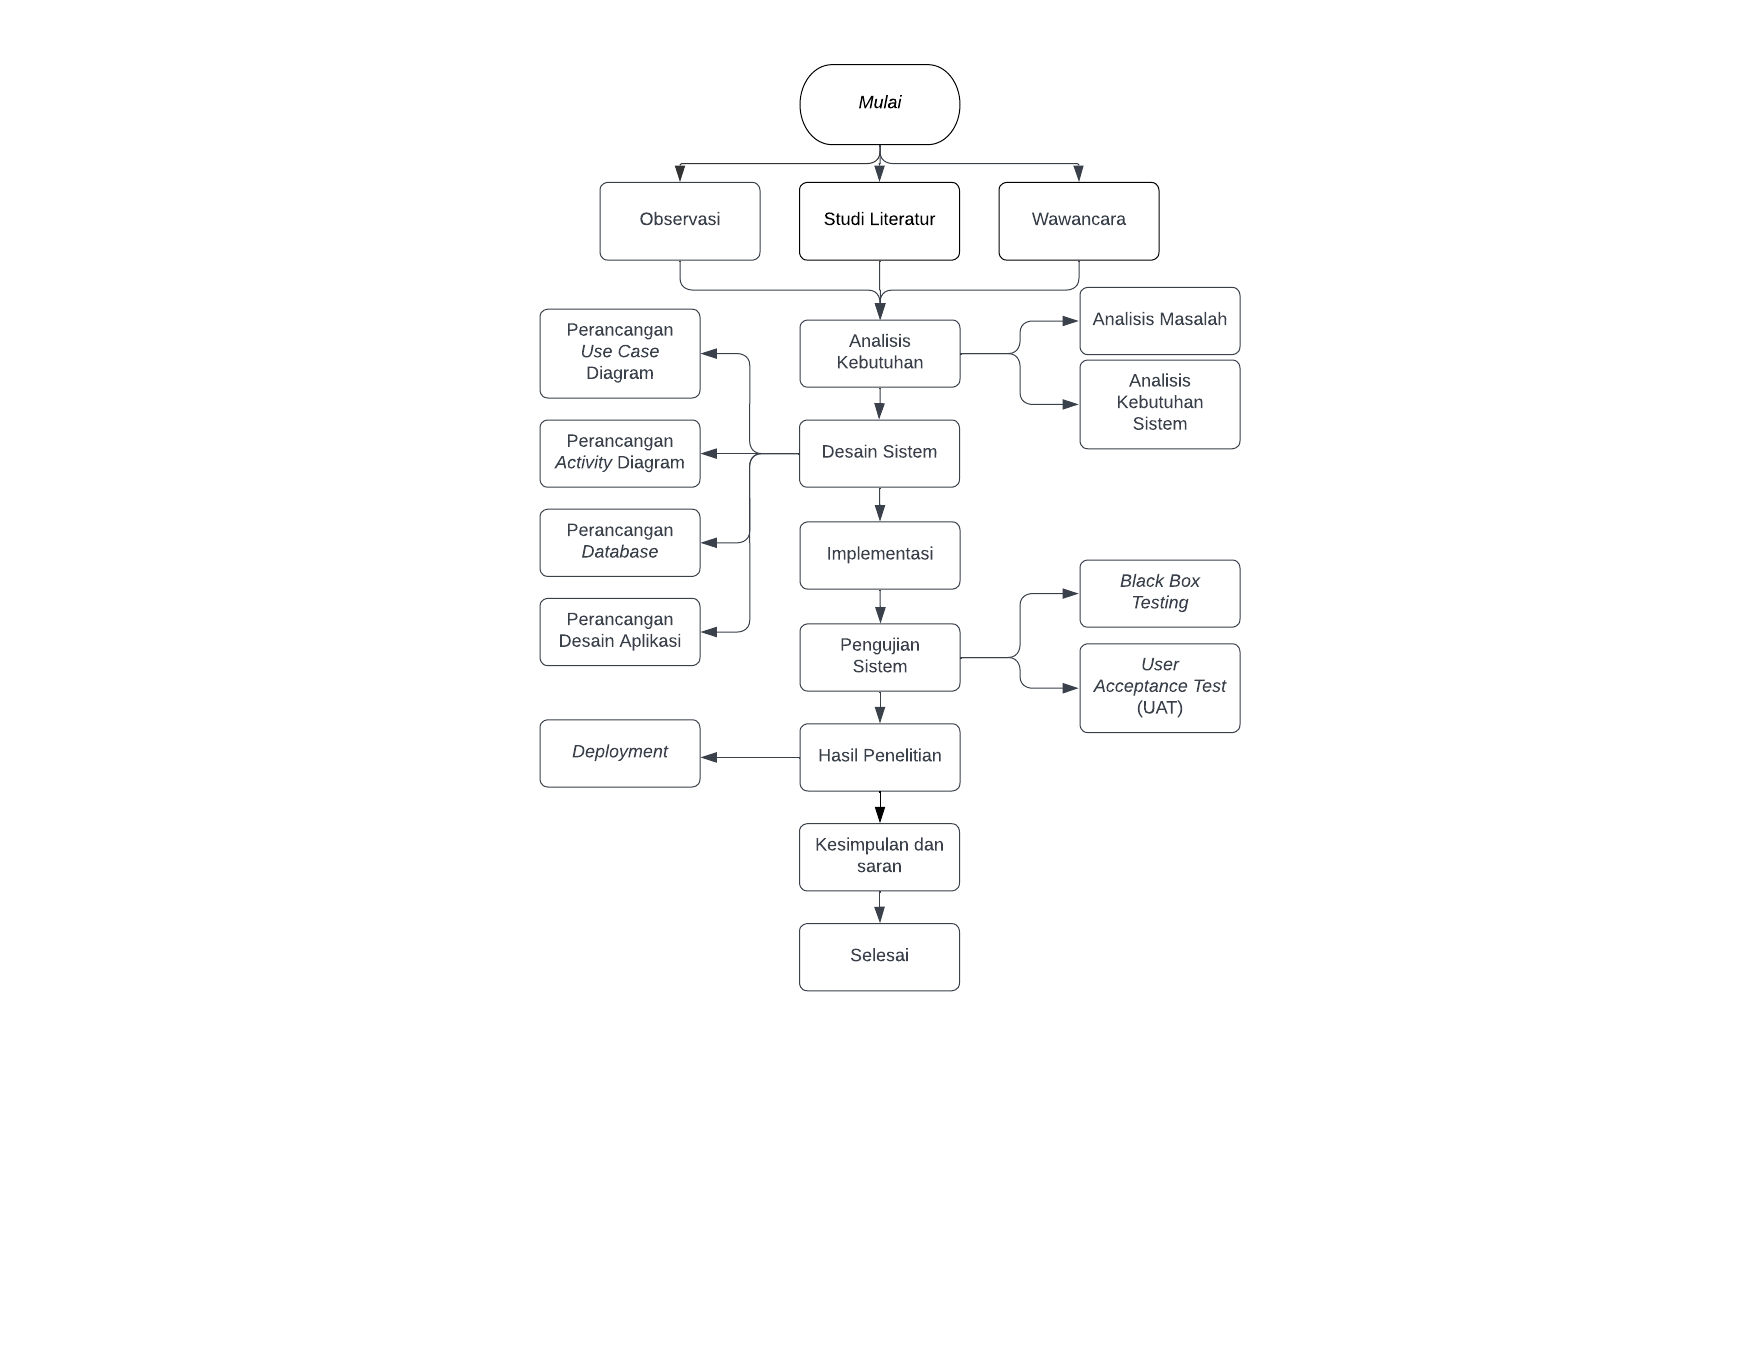 Mulai
Observasi
Studi Literatur
Wawancara
Analisis
Kebutuhan
Analisis Masalah
Analisis
Kebutuhan
Sistem
Desain Sistem
Perancangan
Use Case
Diagram
Perancangan
Activity Diagram
Perancangan
Database
Perancangan
Desain Aplikasi
Implementasi
Pengujian
Sistem
Black Box
Testing
User
Acceptance Test
(UAT)
Hasil Penelitian
Deployment
Kesimpulan dan
saran
Selesai